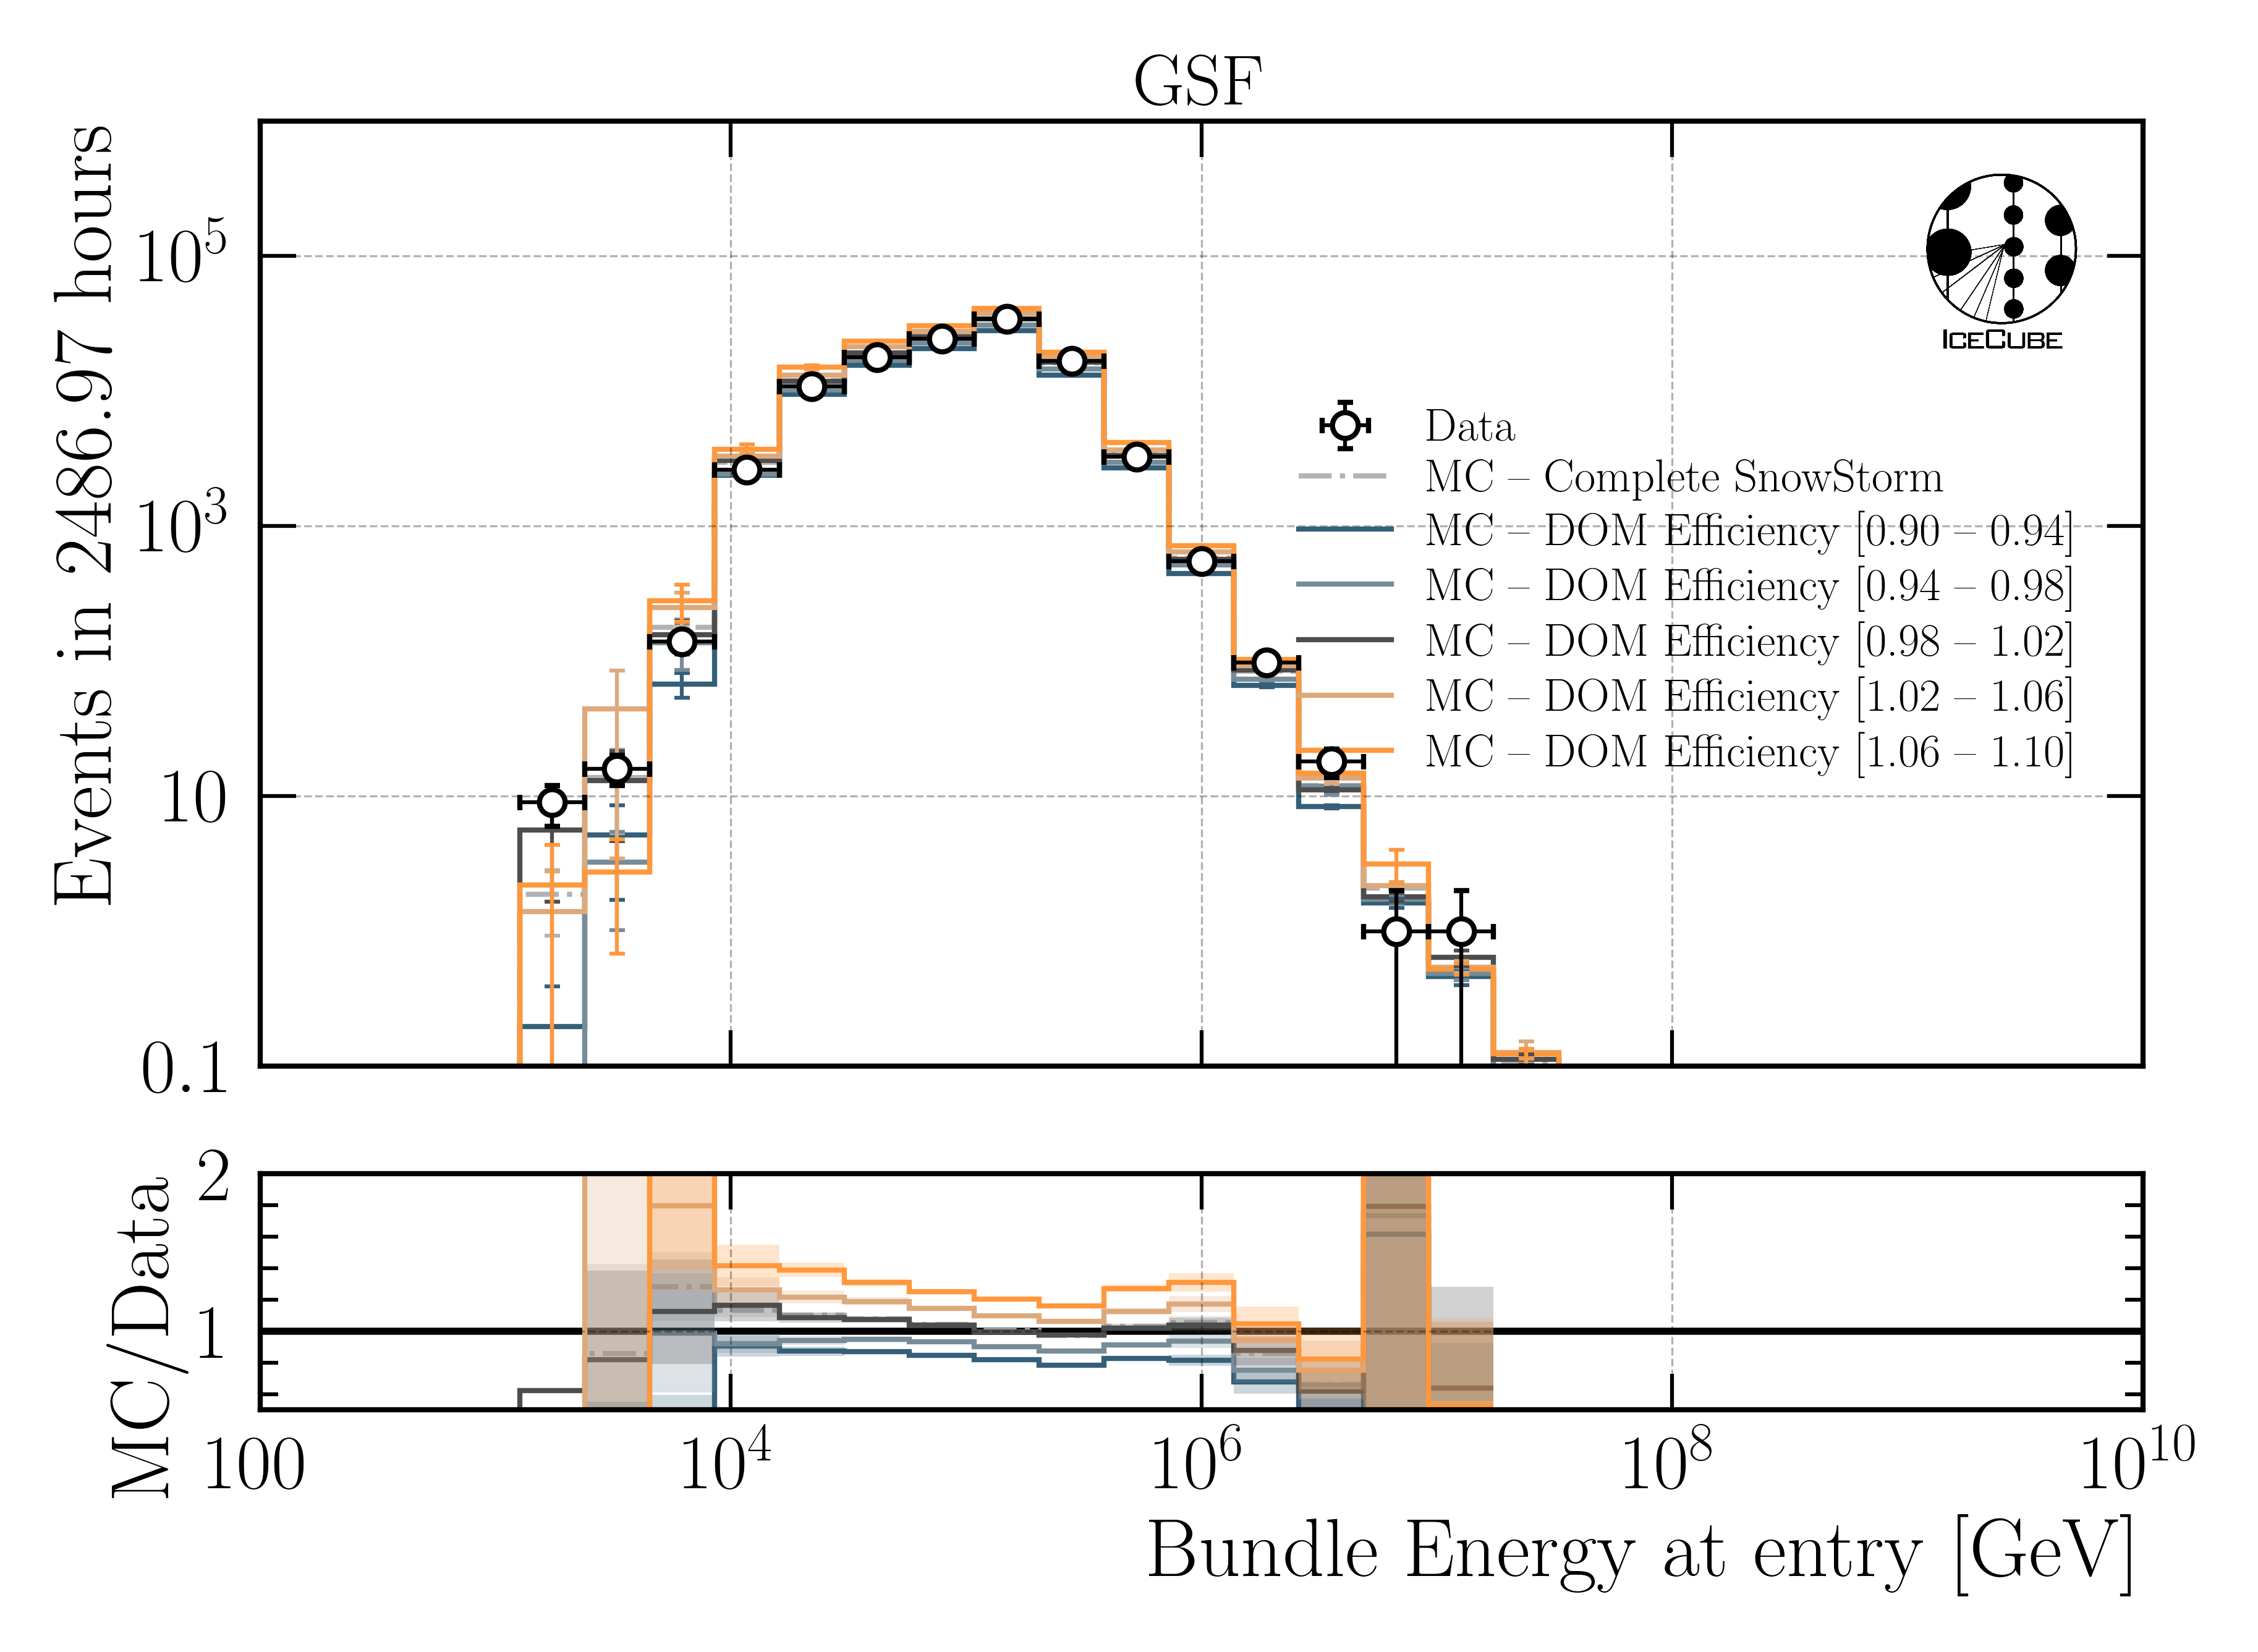 GSF
Events in 2486.97 hours
10^5
10^3
10
0.1
ICECUBE
Data
MC – Complete SnowStorm
MC – DOM Efficiency [0.90 – 0.94]
MC – DOM Efficiency [0.94 – 0.98]
MC – DOM Efficiency [0.98 – 1.02]
MC – DOM Efficiency [1.02 – 1.06]
MC – DOM Efficiency [1.06 – 1.10]
MC/Data
2
1
100 10^4 10^6 10^8 10^10
Bundle Energy at entry [GeV]